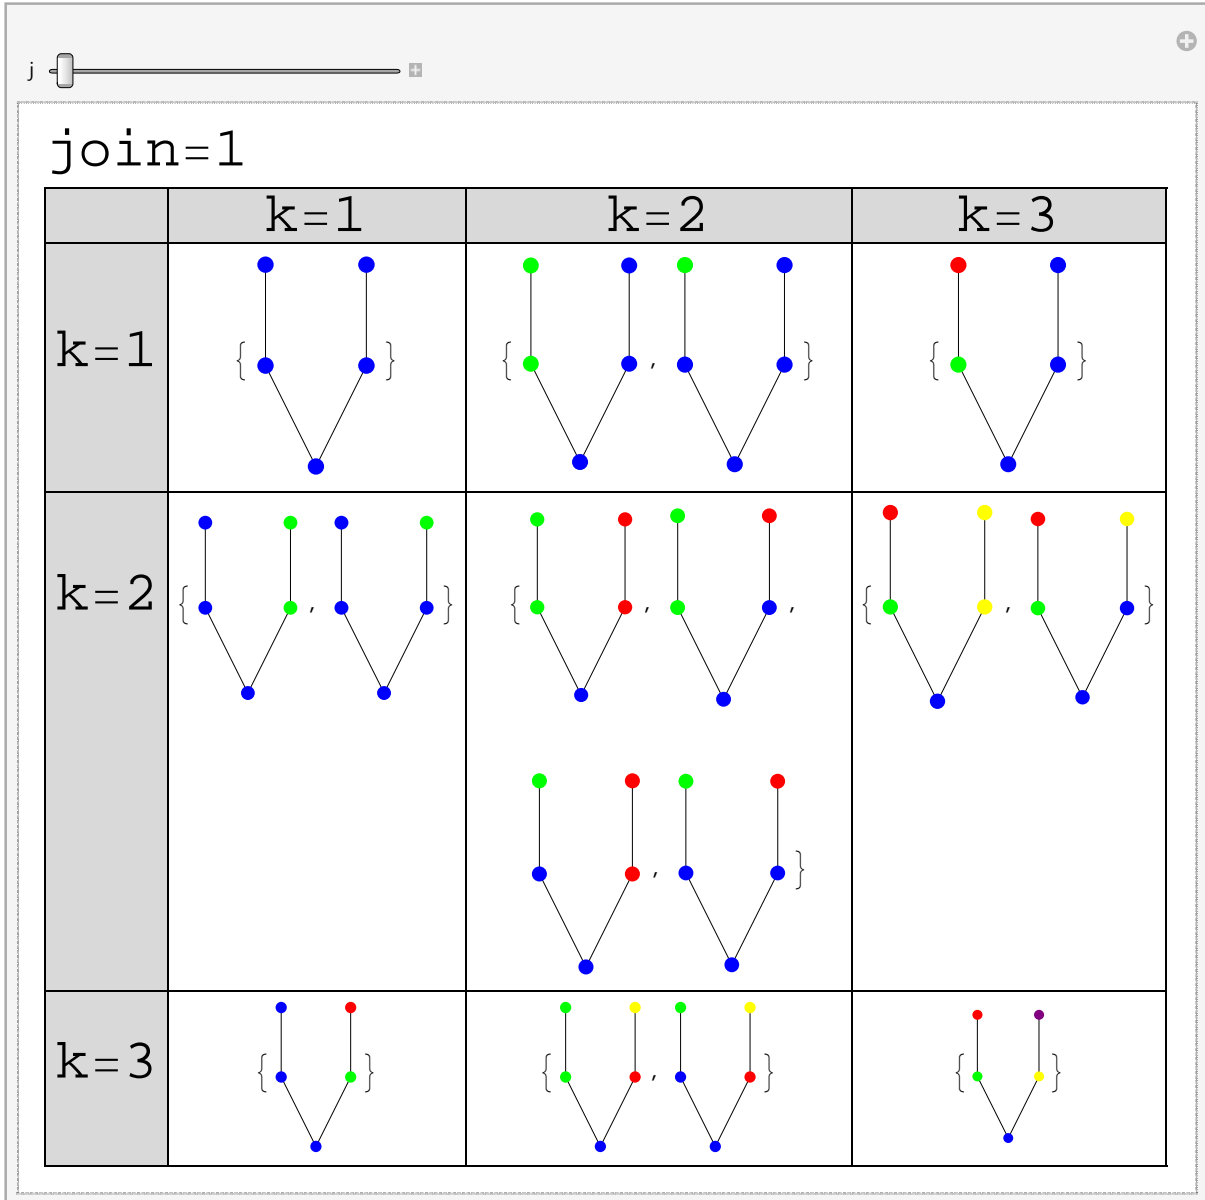 j
join=1
k=1 k=2 k=3
k=1 { } { , } { }
k=2 { , } { , , { , }
, }
k=3 { } { , } { }